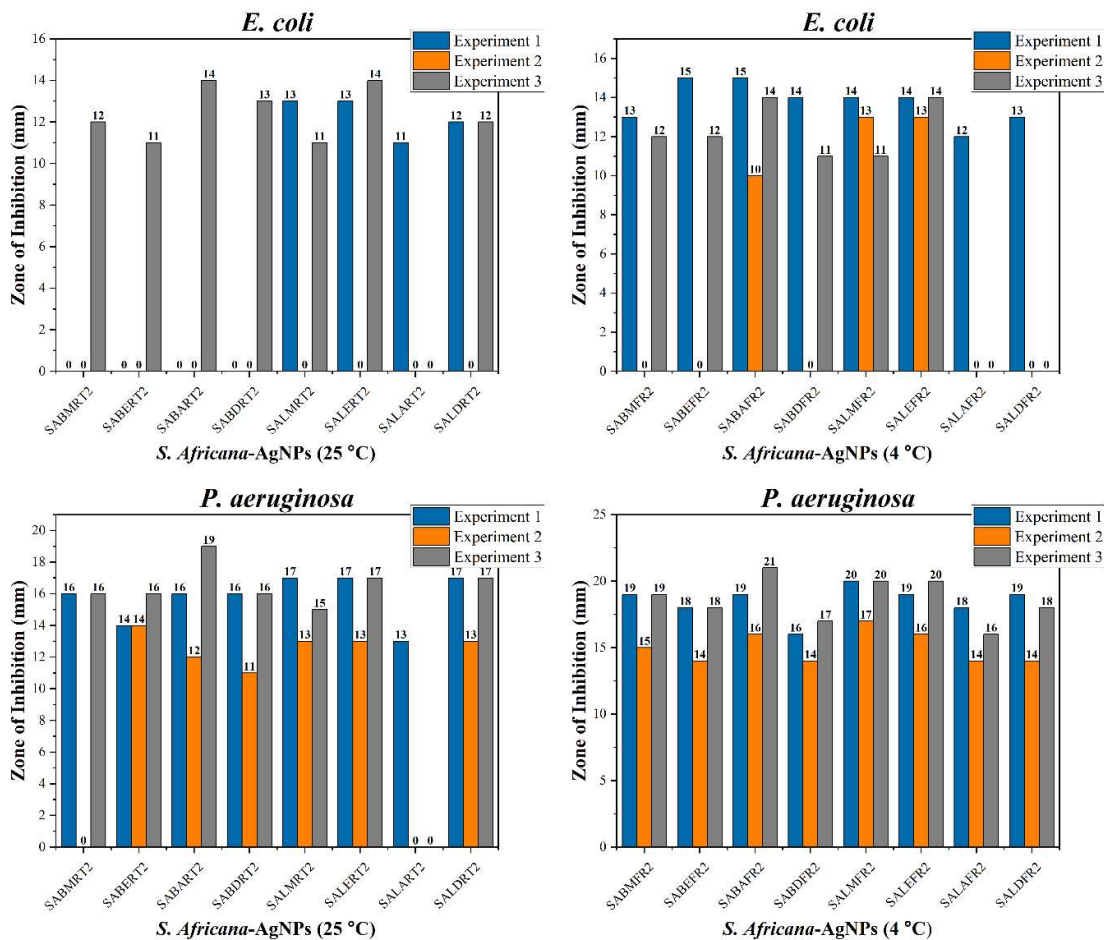 E. coli
Experiment 1
Experiment 2
Experiment 3
Zone of Inhibition (mm)
16
14
12
10
8
6
4
2
0
0 0 12
0 0 11
0 0 14
0 0 13
13 0 11
13 0 14
11 0 0
12 0 12
SABMRT2 SABERT2 SABART2 SABDRT2 SALMRT2 SALERT2 SALART2 SALDRT2
S. Africana-AgNPs (25 °C)
E. coli
Experiment 1
Experiment 2
Experiment 3
Zone of Inhibition (mm)
16
14
12
10
8
6
4
2
0
13 0 12
15 0 12
15 10 14
14 0 11
14 13 11
14 13 14
12 0 0
13 0 0
SABMFR2 SABEFR2 SABAFR2 SABDFR2 SALMFR2 SALEFR2 SALAFR2 SALDFR2
S. Africana-AgNPs (4 °C)
P. aeruginosa
Experiment 1
Experiment 2
Experiment 3
Zone of Inhibition (mm)
20
18
16
14
12
10
8
6
4
2
0
16 0 16
14 14 16
16 12 19
16 11 16
17 13 15
17 13 17
13 0 0
17 13 17
SABMRT2 SABERT2 SABART2 SABDRT2 SALMRT2 SALERT2 SALART2 SALDRT2
S. Africana-AgNPs (25 °C)
P. aeruginosa
Experiment 1
Experiment 2
Experiment 3
Zone of Inhibition (mm)
25
20
15
10
5
0
19 15 19
18 14 18
19 16 21
16 14 17
20 17 20
19 16 20
18 14 16
19 14 18
SABMFR2 SABEFR2 SABAFR2 SABDFR2 SALMFR2 SALEFR2 SALAFR2 SALDFR2
S. Africana-AgNPs (4 °C)